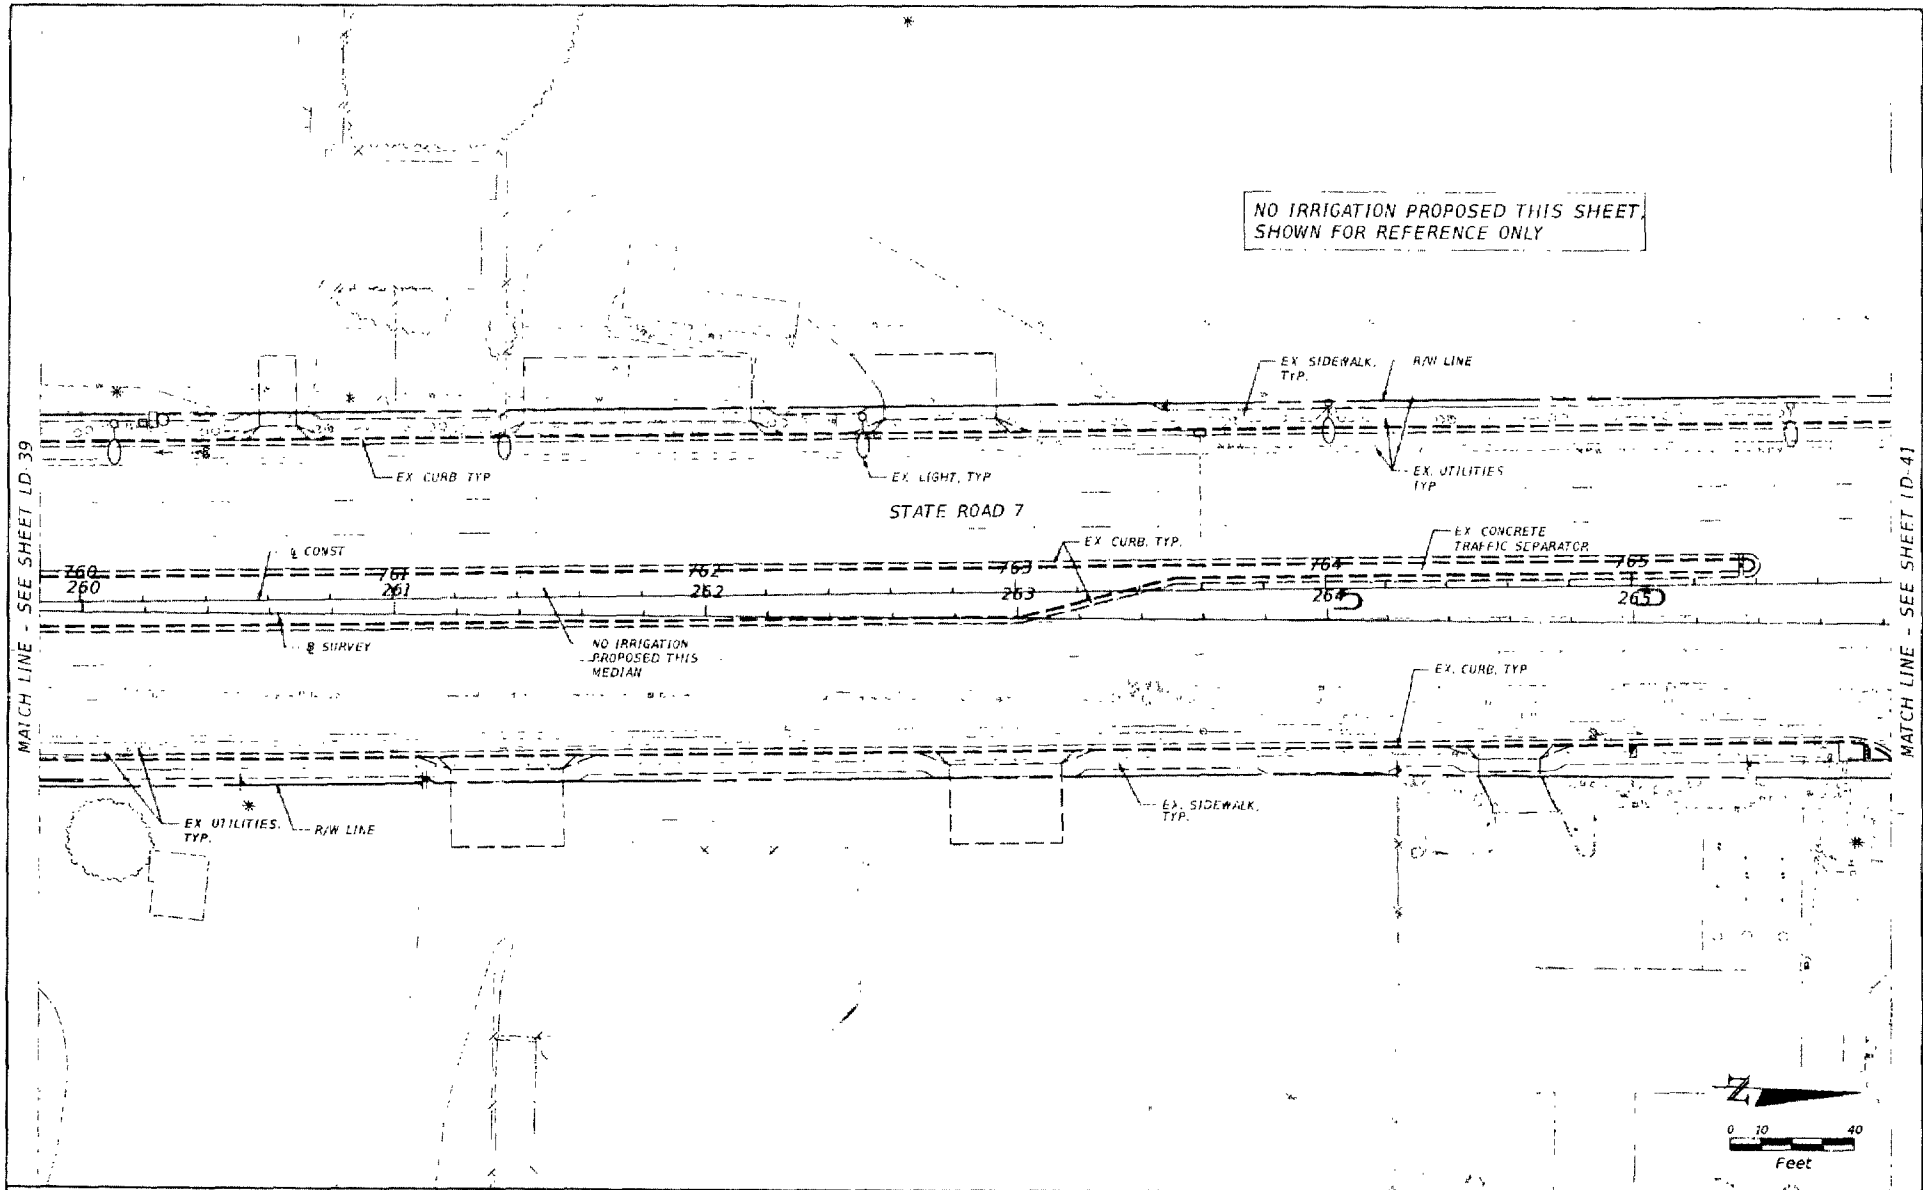 NO IRRIGATION PROPOSED THIS SHEET,
SHOWN FOR REFERENCE ONLY
EX SIDEWALK,
TYP.
R/W LINE
EX CURB TYP
EX LIGHT, TYP
EX. UTILITIES
TYP
STATE ROAD 7
MATCH LINE - SEE SHEET LD-39
MATCH LINE - SEE SHEET LD-41
℄ CONST
EX CURB, TYP.
EX CONCRETE
TRAFFIC SEPARATOR
760 761 762 763 764 765
260 261 262 263 264 265
SURVEY
NO IRRIGATION
PROPOSED THIS
MEDIAN
EX. CURB, TYP
EX UTILITIES,
TYP.
R/W LINE
EX. SIDEWALK,
TYP.
Z
0 10 40
Feet